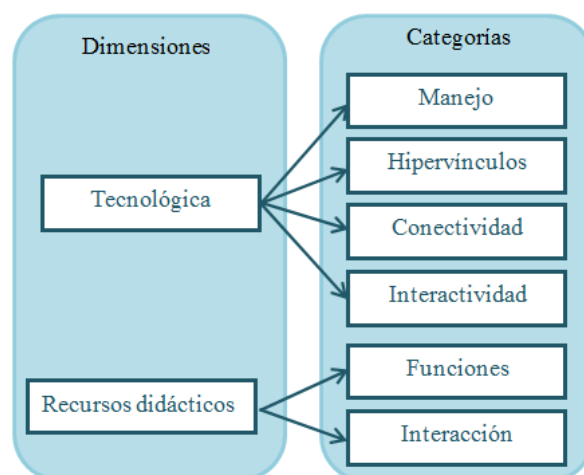 Dimensiones
Tecnológica
Recursos didácticos
Categorías
Manejo
Hipervínculos
Conectividad
Interactividad
Funciones
Interacción